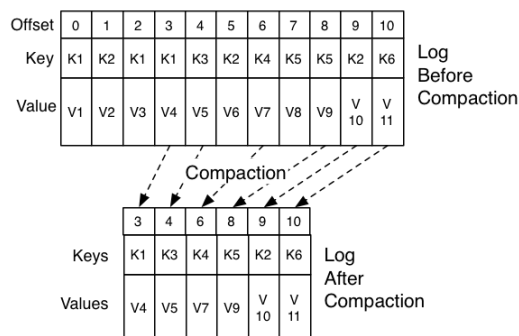 Offset 0 1 2 3 4 5 6 7 8 9 10
Key K1 K2 K1 K1 K3 K2 K4 K5 K5 K2 K6
Value V1 V2 V3 V4 V5 V6 V7 V8 V9 V 10 V 11
Log
Before
Compaction
Compaction
3 4 6 8 9 10
Keys K1 K3 K4 K5 K2 K6
Values V4 V5 V7 V9 V 10 V 11
Log
After
Compaction